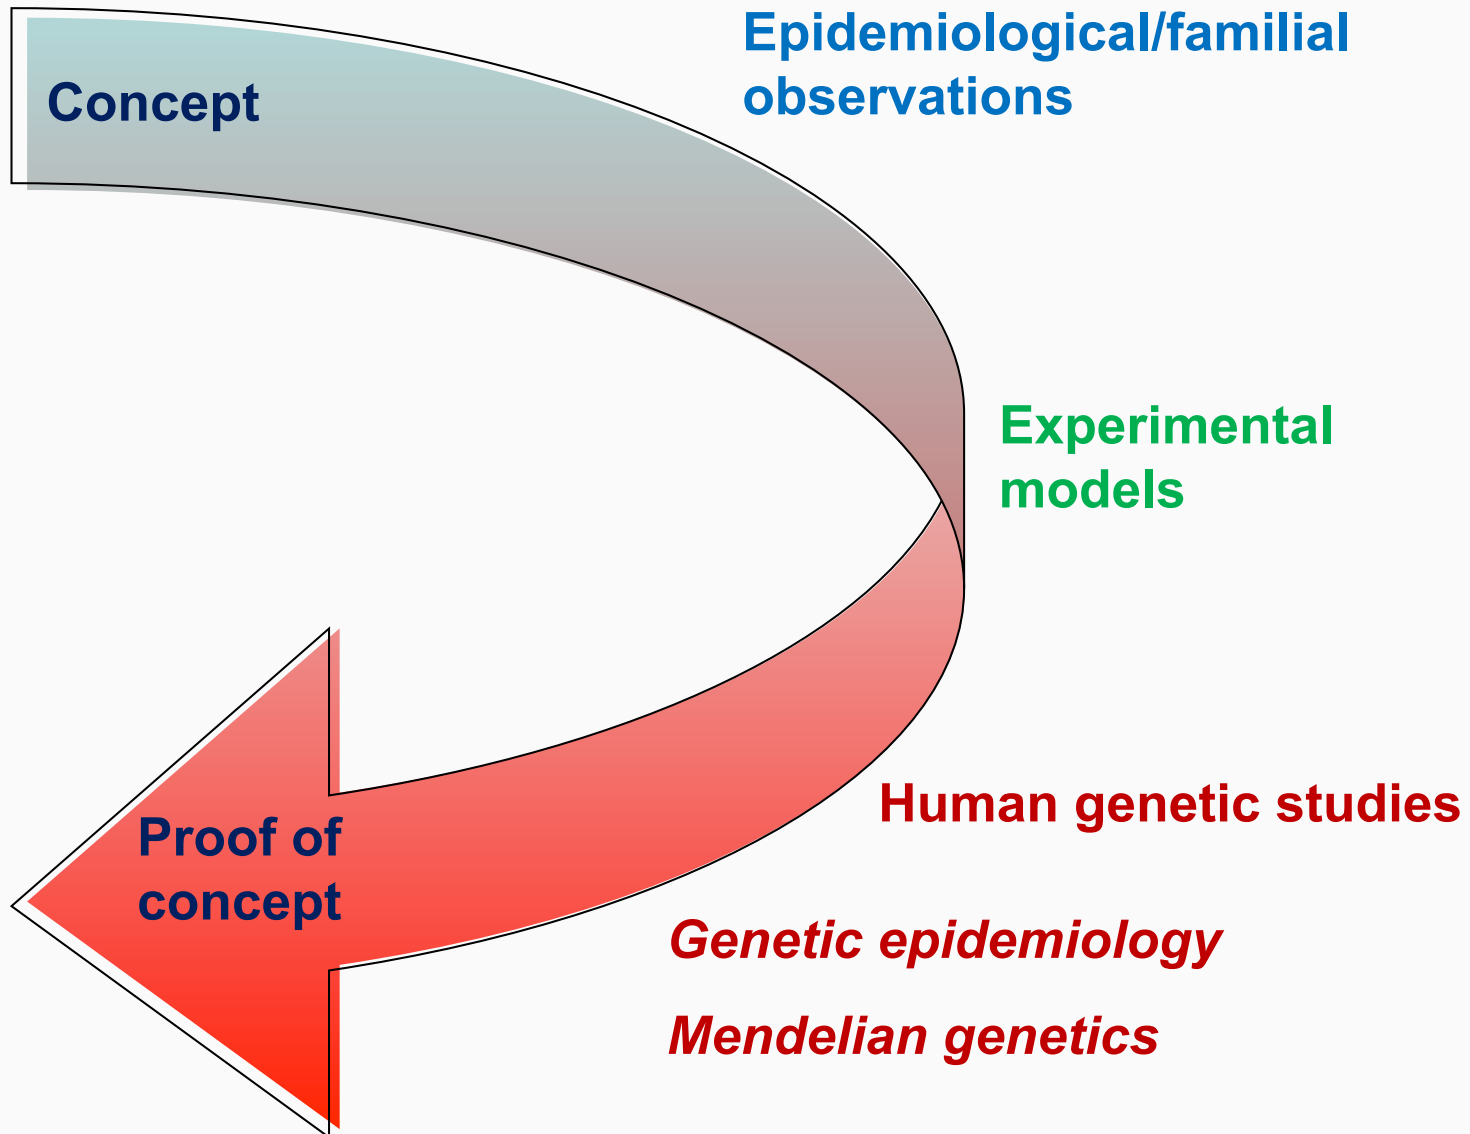 Epidemiological/familial
observations
Concept
Experimental
models
Human genetic studies
Proof of
concept
Genetic epidemiology
Mendelian genetics